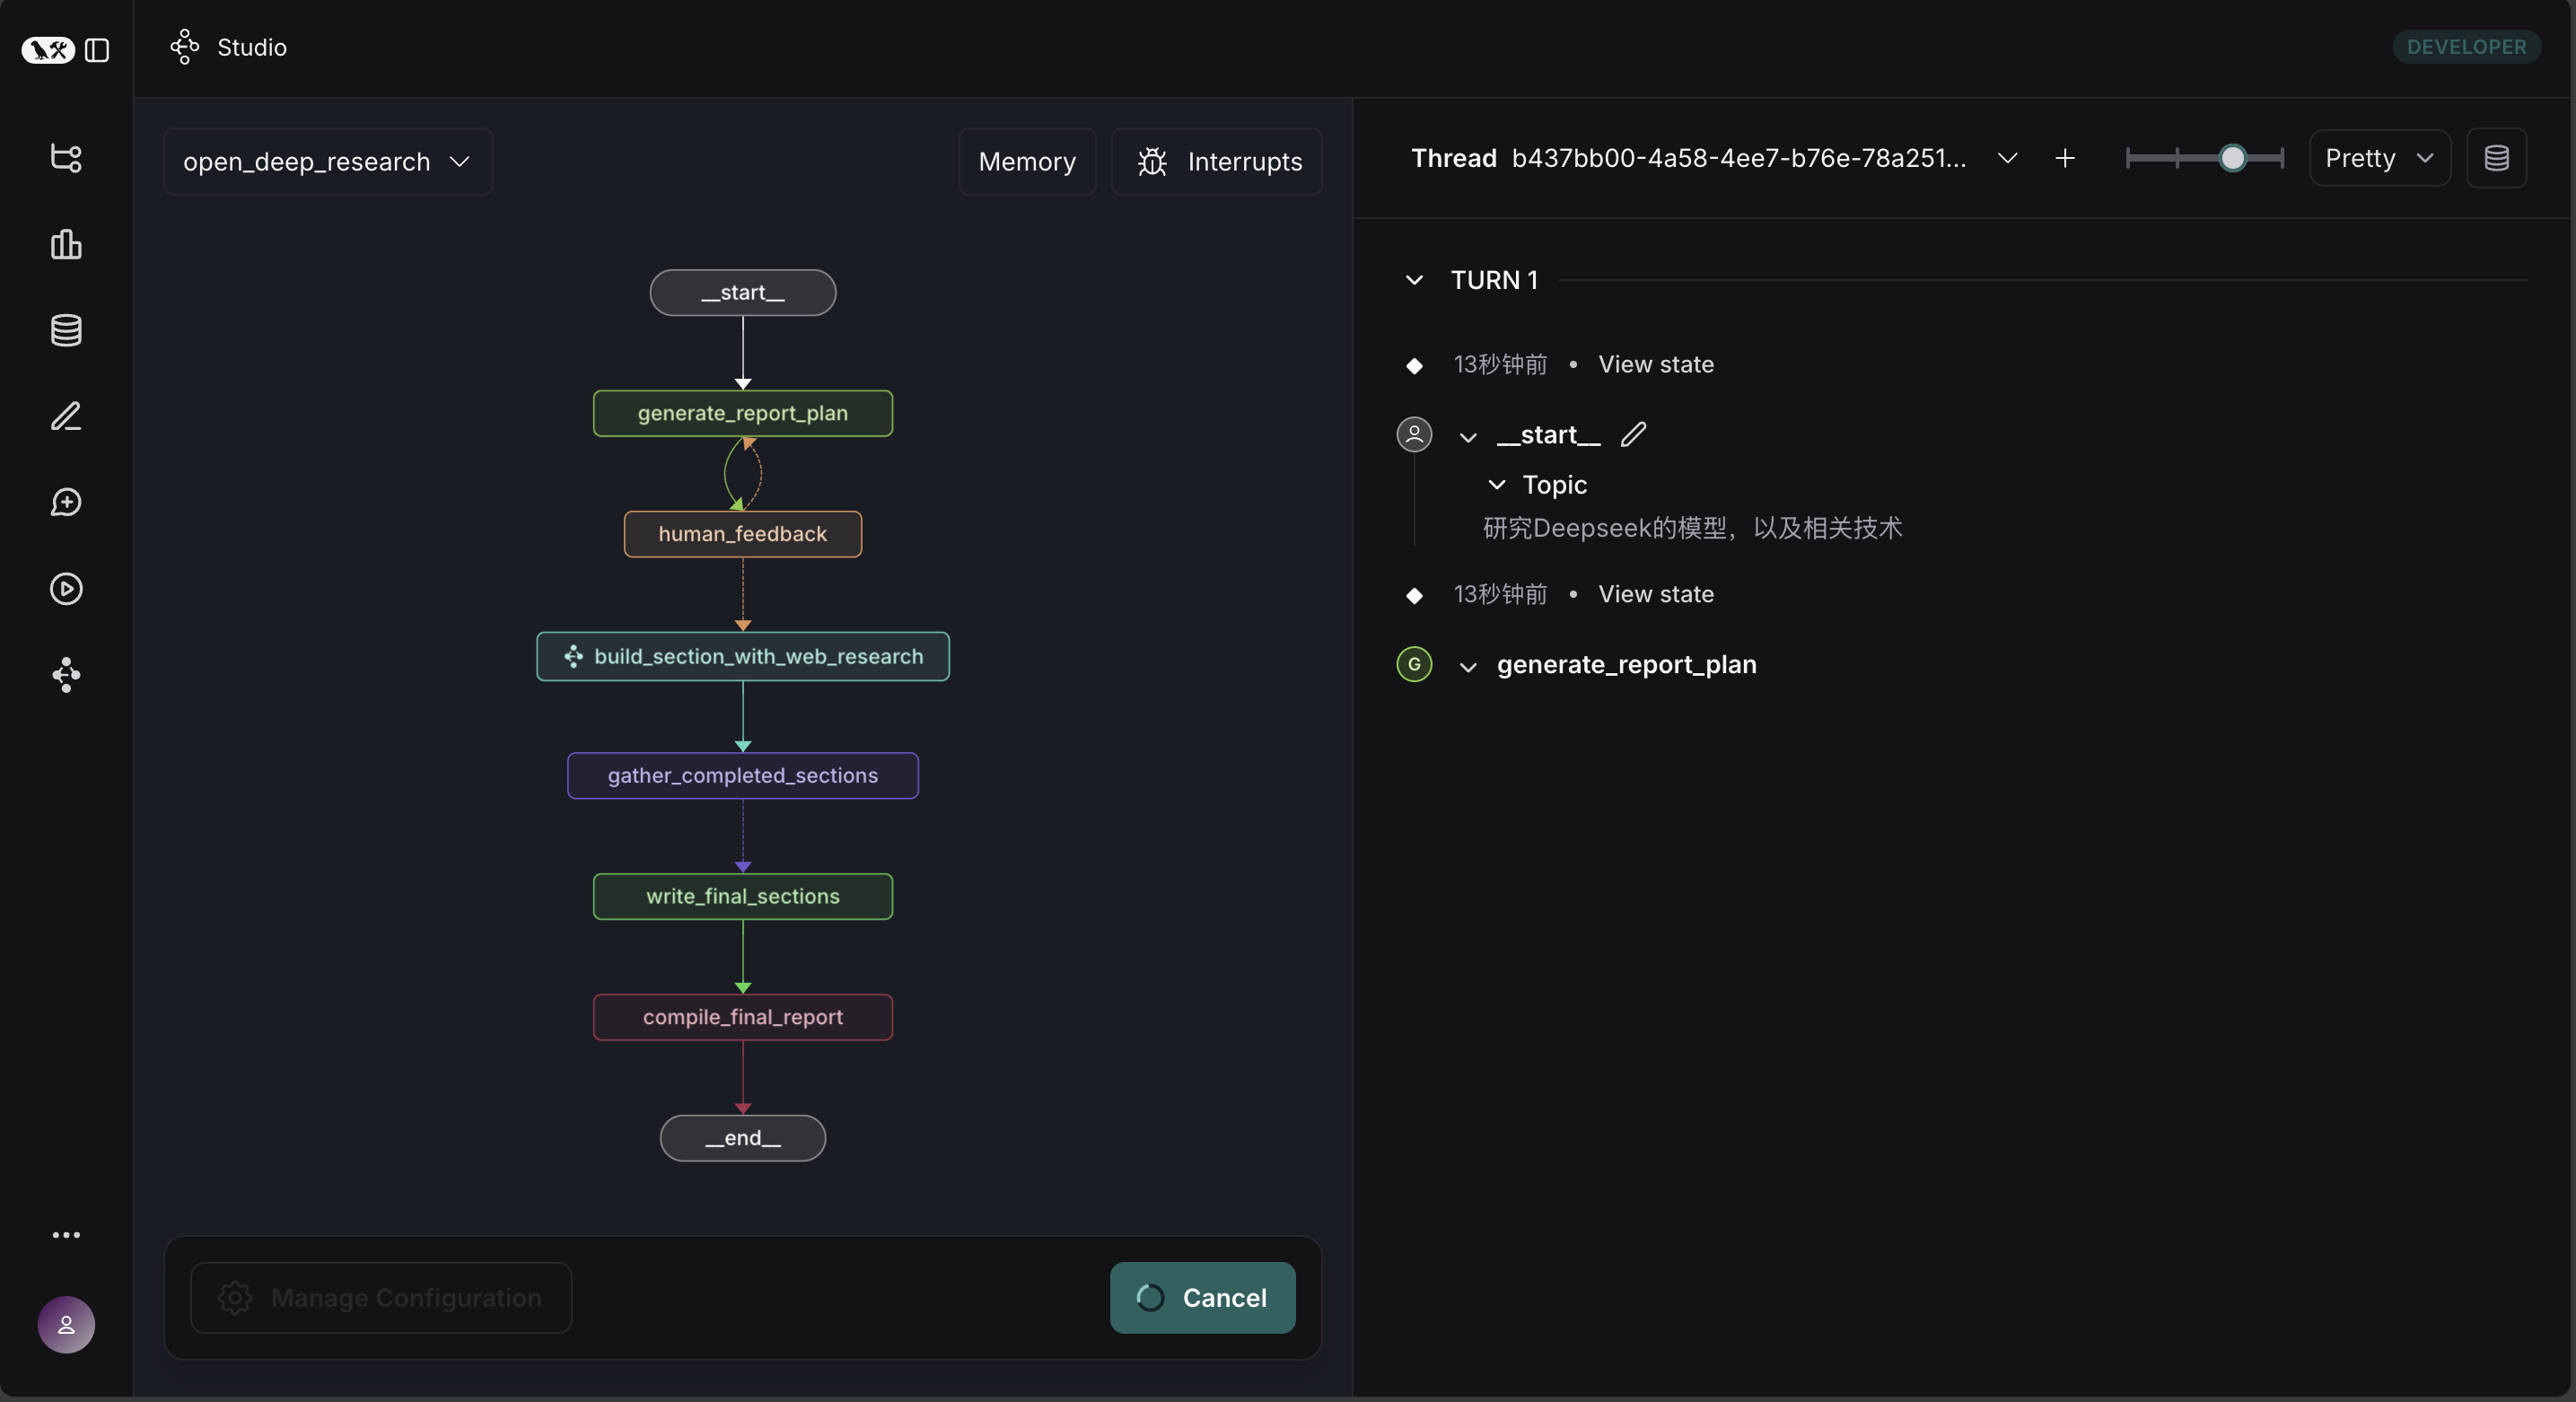 Studio
DEVELOPER
open_deep_research
Memory
Interrupts
__start__
generate_report_plan
human_feedback
build_section_with_web_research
gather_completed_sections
write_final_sections
compile_final_report
__end__
Manage Configuration
Cancel
Thread b437bb00-4a58-4ee7-b76e-78a251...
Pretty
TURN 1
13秒钟前 • View state
__start__
Topic
研究Deepseek的模型，以及相关技术
13秒钟前 • View state
G generate_report_plan